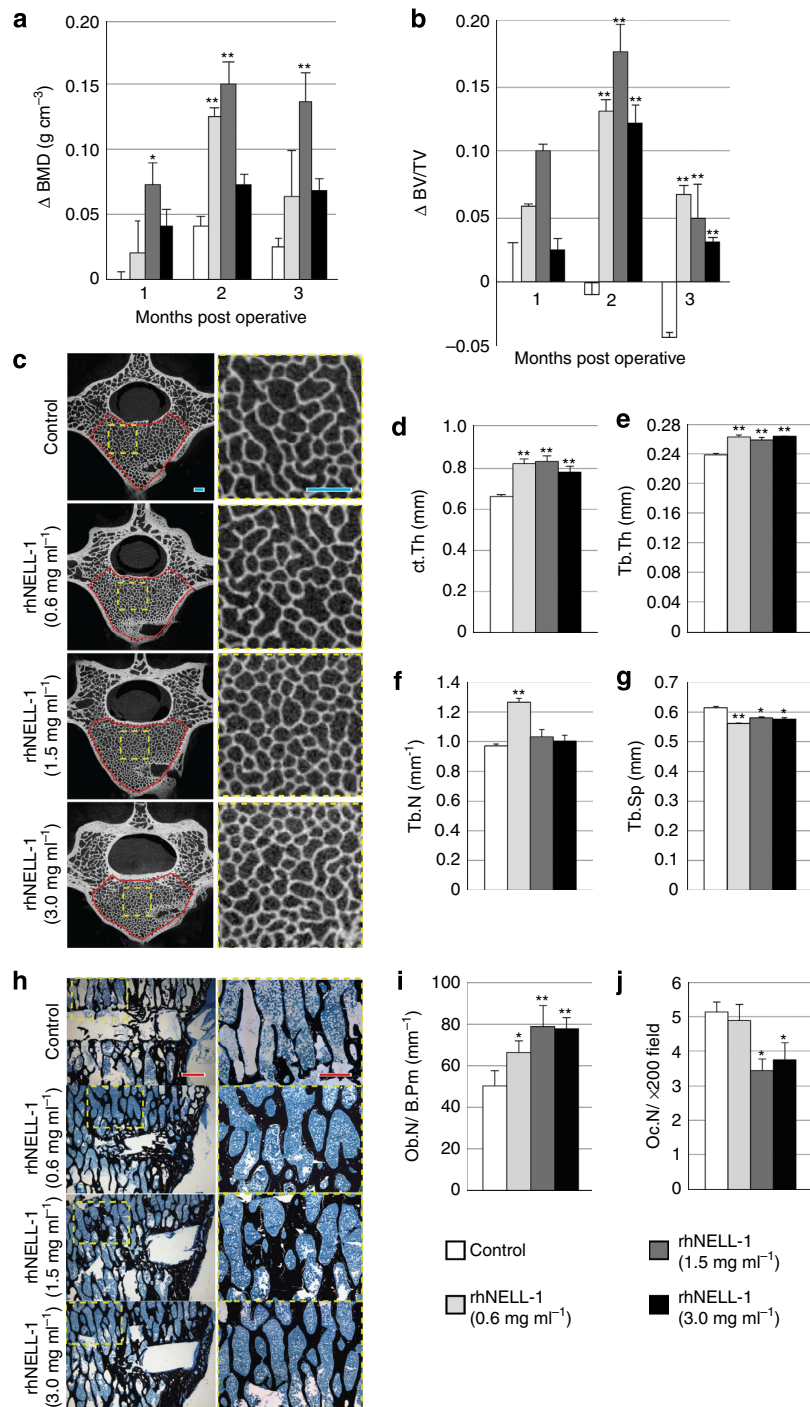 a
Δ BMD (g cm⁻³)
0.20
0.15
0.10
0.05
0
*
**
**
**
1 2 3
Months post operative
b
Δ BV/TV
0.20
0.15
0.10
0.05
0
−0.05
**
**
**
**
**
**
1 2 3
Months post operative
c
Control
rhNELL-1
(0.6 mg ml⁻¹)
rhNELL-1
(1.5 mg ml⁻¹)
rhNELL-1
(3.0 mg ml⁻¹)
d
ct.Th (mm)
1.0
0.8
0.6
0.4
0.2
0
** ** **
e
Tb.Th (mm)
0.28
0.24
0.20
0.16
0.12
0.08
0.04
0
** ** **
f
Tb.N (mm⁻¹)
1.4
1.2
1.0
0.8
0.6
0.4
0.2
0
**
g
Tb.Sp (mm)
0.7
0.6
0.5
0.4
0.3
0.2
0.1
0
** * *
h
Control
rhNELL-1
(0.6 mg ml⁻¹)
rhNELL-1
(1.5 mg ml⁻¹)
rhNELL-1
(3.0 mg ml⁻¹)
i
Ob.N/ B.Pm (mm⁻¹)
100
80
60
40
20
0
* ** **
j
Oc.N/ ×200 field
6
5
4
3
2
1
0
* *
Control
rhNELL-1
(0.6 mg ml⁻¹)
rhNELL-1
(1.5 mg ml⁻¹)
rhNELL-1
(3.0 mg ml⁻¹)